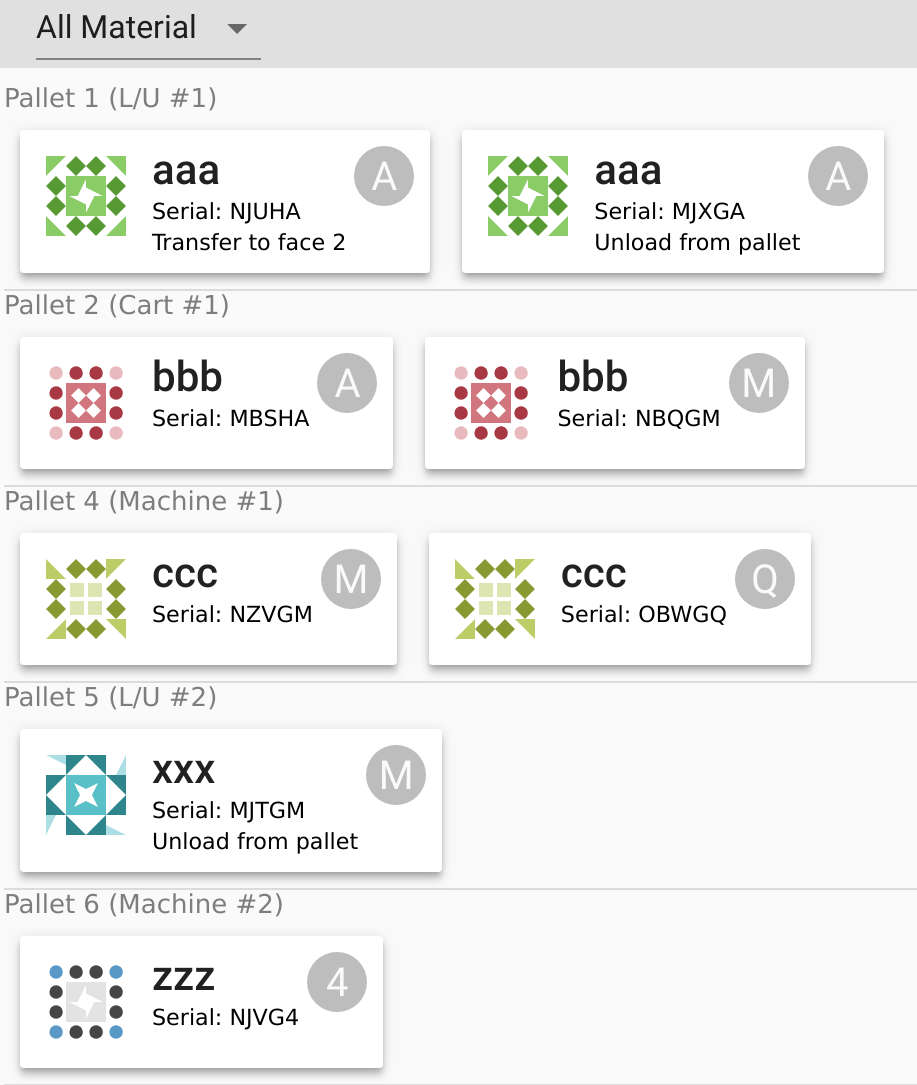 All Material
Pallet 1 (L/U #1)
aaa
A
Serial: NJUHA
Transfer to face 2
aaa
A
Serial: MJXGA
Unload from pallet
Pallet 2 (Cart #1)
bbb
A
Serial: MBSHA
bbb
M
Serial: NBQGM
Pallet 4 (Machine #1)
ccc
M
Serial: NZVGM
ccc
Q
Serial: OBWGQ
Pallet 5 (L/U #2)
xxx
M
Serial: MJTGM
Unload from pallet
Pallet 6 (Machine #2)
zzz
4
Serial: NJVG4